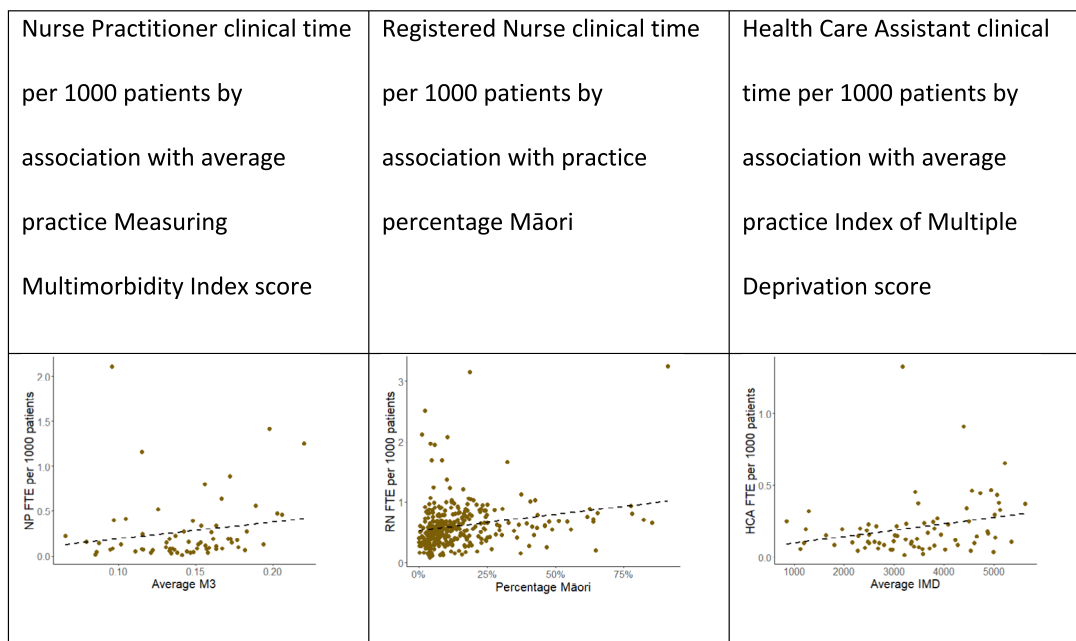 Nurse Practitioner clinical time
per 1000 patients by
association with average
practice Measuring
Multimorbidity Index score
Registered Nurse clinical time
per 1000 patients by
association with practice
percentage Māori
Health Care Assistant clinical
time per 1000 patients by
association with average
practice Index of Multiple
Deprivation score
NP FTE per 1000 patients
2.0
1.5
1.0
0.5
0.0
0.10 0.15 0.20
Average M3
RN FTE per 1000 patients
3
2
1
0
0% 25% 50% 75%
Percentage Māori
HCA FTE per 1000 patients
1.0
0.5
0.0
1000 2000 3000 4000 5000
Average IMD